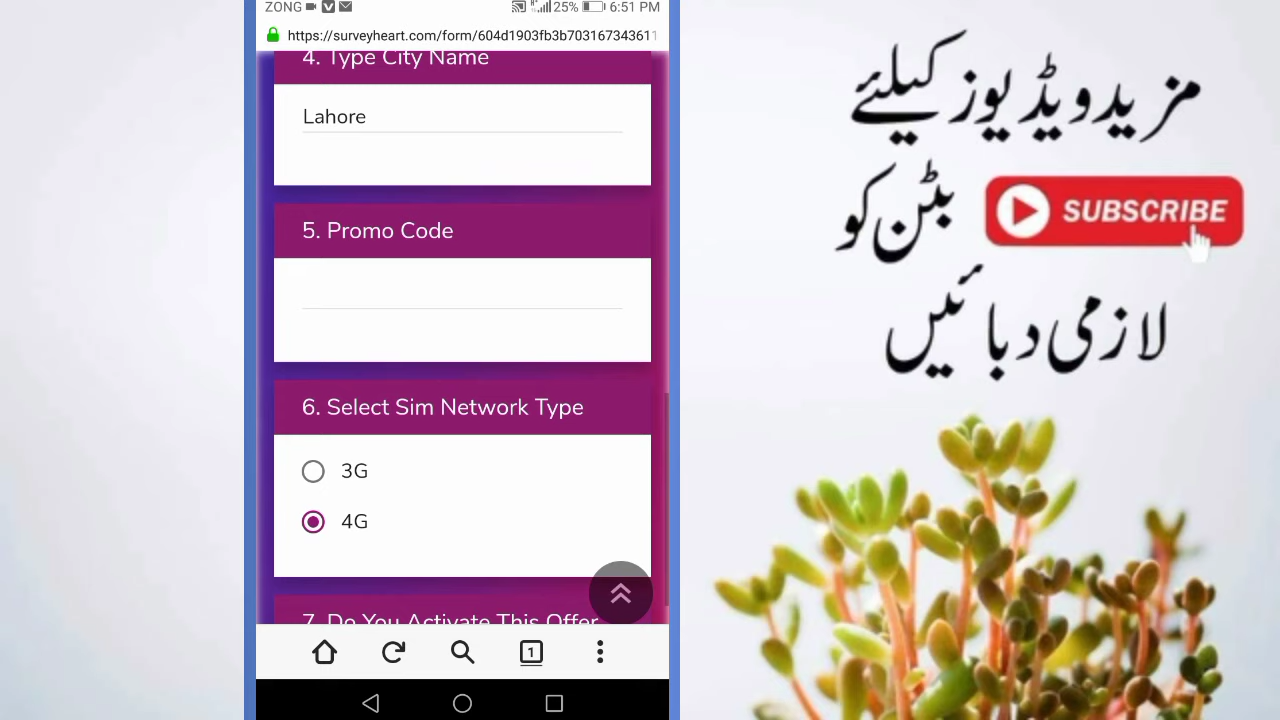 ZONG 25% 6:51 PM
https://surveyheart.com/form/604d1903fb3b703167343611
4. Type City Name
Lahore
5. Promo Code
6. Select Sim Network Type
3G
4G
7. Do You Activate This Offer
1
مزید ویڈیوز کیلئے
SUBSCRIBE بٹن کو
لازمی دبائیں